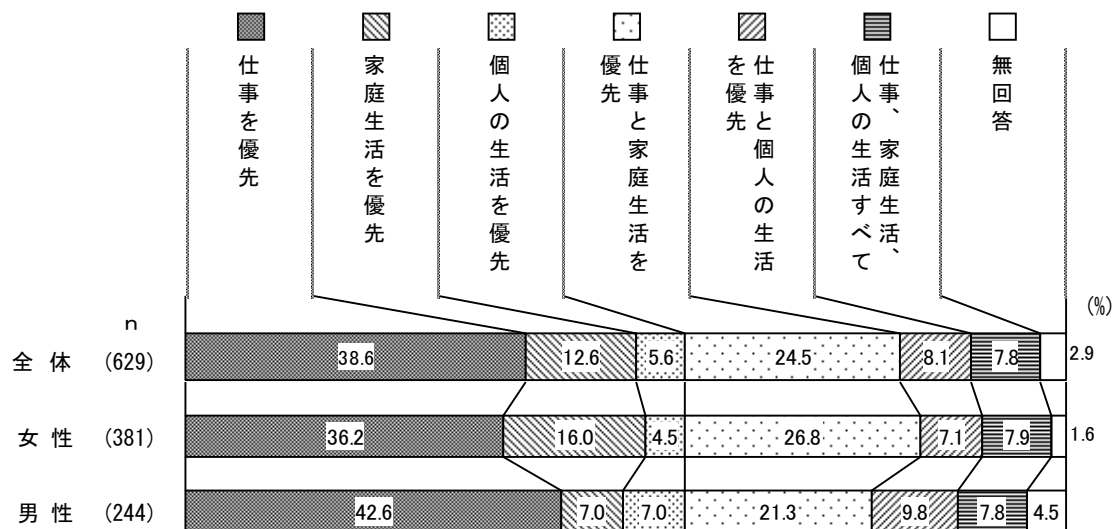 仕事を優先
家庭生活を優先
個人の生活を優先
仕事と家庭生活を
優先
仕事と個人の生活
を優先
仕事、家庭生活、
個人の生活すべて
無回答
(%)
n
全体 (629) 38.6 12.6 5.6 24.5 8.1 7.8 2.9
女性 (381) 36.2 16.0 4.5 26.8 7.1 7.9 1.6
男性 (244) 42.6 7.0 7.0 21.3 9.8 7.8 4.5